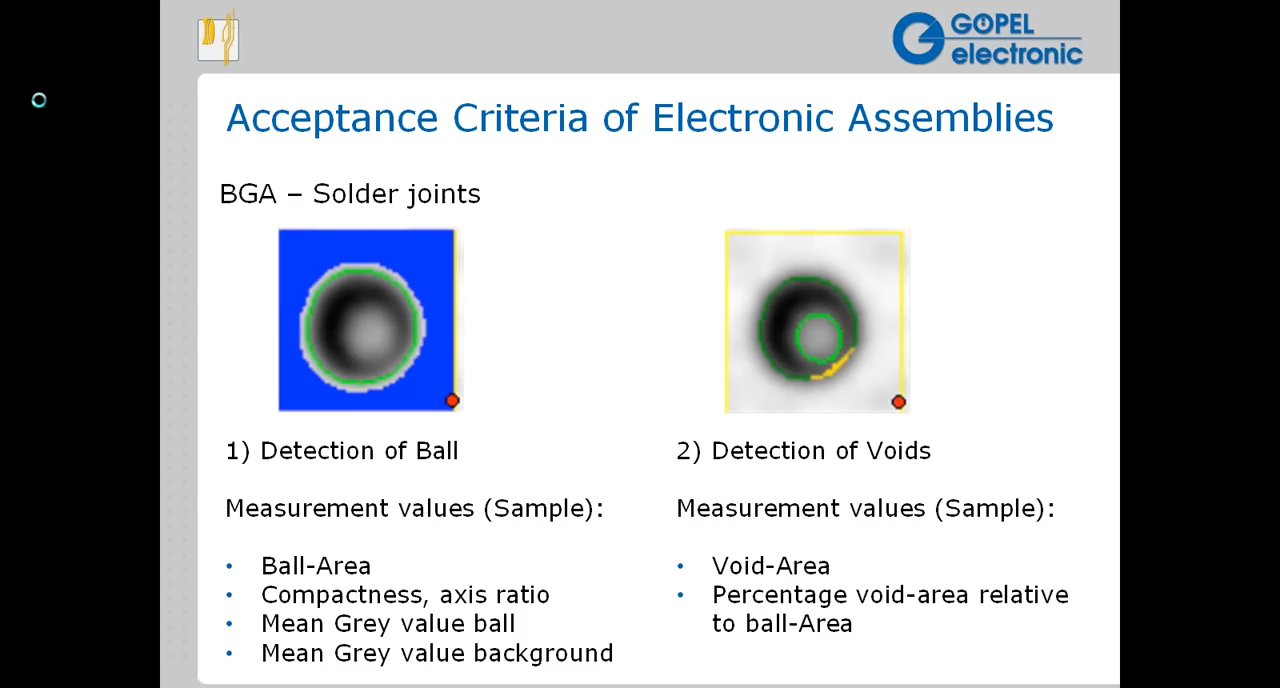 GÖPEL
electronic
Acceptance Criteria of Electronic Assemblies
BGA – Solder joints
1) Detection of Ball
Measurement values (Sample):
• Ball-Area
• Compactness, axis ratio
• Mean Grey value ball
• Mean Grey value background
2) Detection of Voids
Measurement values (Sample):
• Void-Area
• Percentage void-area relative
to ball-Area